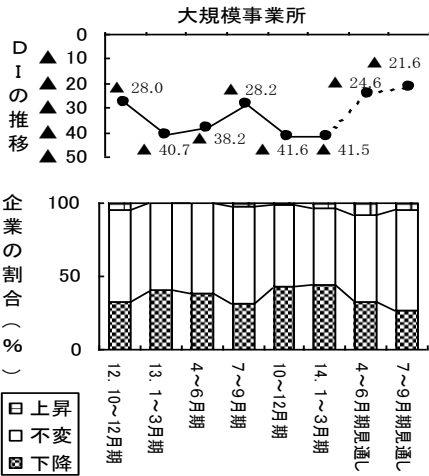 大規模事業所
DIの推移
0
▲ 10
▲ 20
▲ 30
▲ 40
▲ 50
▲ 28.0
▲ 40.7
▲ 38.2
▲ 28.2
▲ 41.6
▲ 41.5
▲ 24.6
▲ 21.6
企業の割合(%)
100
50
0
12. 10~12月期
13. 1~3月期
4~6月期
7~9月期
10~12月期
14. 1~3月期
4~6月期見通し
7~9月期見通し
上昇
不変
下降